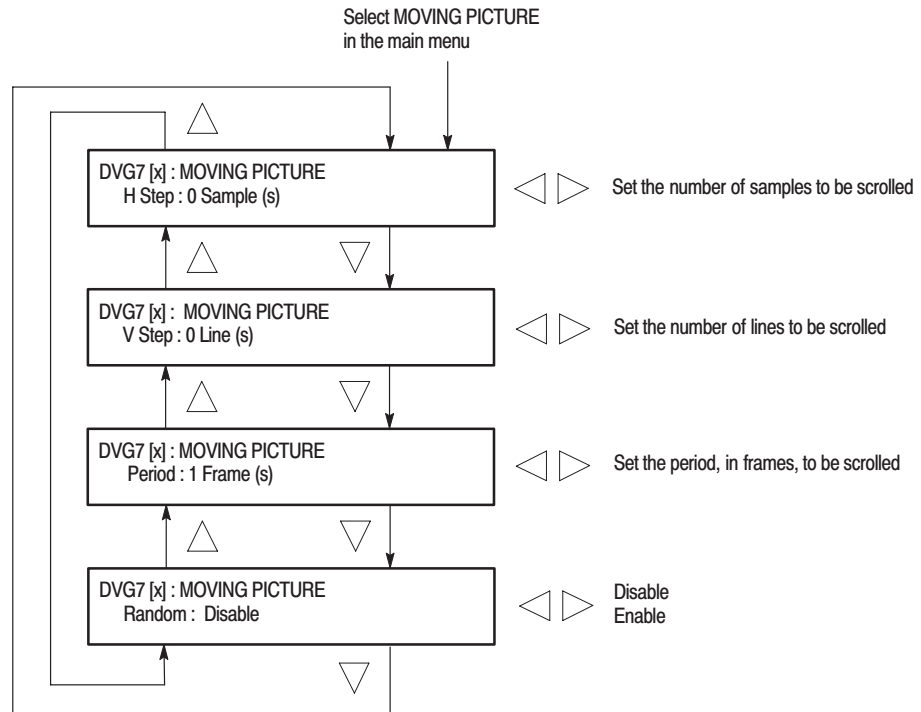 Select MOVING PICTURE
in the main menu
DVG7 [x] : MOVING PICTURE
H Step : 0 Sample (s)
Set the number of samples to be scrolled
DVG7 [x] : MOVING PICTURE
V Step : 0 Line (s)
Set the number of lines to be scrolled
DVG7 [x] : MOVING PICTURE
Period : 1 Frame (s)
Set the period, in frames, to be scrolled
DVG7 [x] : MOVING PICTURE
Random : Disable
Disable
Enable